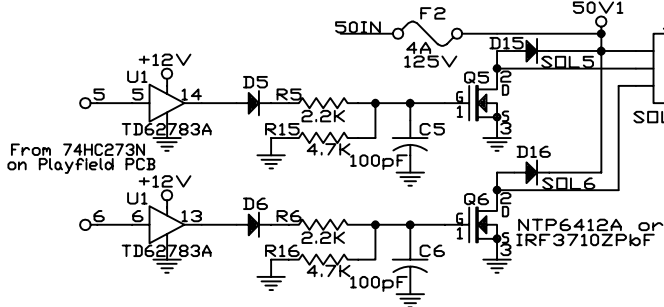 50IN
F2
4A
125V
50V1
D15
SOL5
+12V
U1
5
5
14
TD62783A
D5
R5
2.2K
R15
4.7K
C5
100pF
Q5
G
1
2
D
S
3
SOL
From 74HC273N
on Playfield PCB
+12V
U1
6
6
13
TD62783A
D6
R6
2.2K
R16
4.7K
C6
100pF
D16
SOL6
Q6
G
1
2
D
S
3
NTP6412A or
IRF3710ZPbF